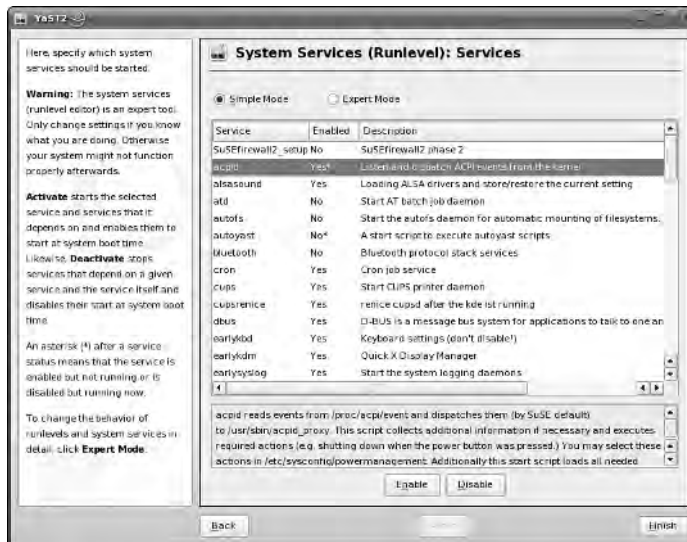 YaST2
Here, specify which system
services should be started.
Warning: The system services
(runlevel editor) is an expert tool.
Only change settings if you know
what you are doing. Otherwise
your system might not function
properly afterwards.
Activate starts the selected
service and services that it
depends on and enables them to
start at system boot time.
Likewise, Deactivate stops
services that depend on a given
service and the service itself and
disables their start at system boot
time.
An asterisk (*) after a service
status means that the service is
enabled but not running or is
disabled but running now.
To change the behavior of
runlevels and system services in
detail, click Expert Mode.
System Services (Runlevel): Services
Simple Mode Expert Mode
Service Enabled Description
SuSEfirewall2_setup No SuSEfirewall2 phase 2
acpid Yes* Listen and dispatch ACPI events from the kernel
alsasound Yes Loading ALSA drivers and store/restore the current setting
atd No Start AT batch job daemon
autofs No Start the autofs daemon for automatic mounting of filesystems.
autoyast No* A start script to execute autoyast scripts
bluetooth No Bluetooth protocol stack services
cron Yes Cron job service
cups Yes Start CUPS printer daemon
cupsrenice Yes renice cupsd after the kde ist running
dbus Yes D-BUS is a message bus system for applications to talk to one an
earlykbd Yes Keyboard settings (don't disable!)
earlykdm Yes Quick X Display Manager
earlysyslog Yes Start the system logging daemons
acpid reads events from /proc/acpi/event and dispatches them (by SuSE default)
to /usr/sbin/acpid_proxy. This script collects additional information if necessary and executes
required actions (e.g. shutting down when the power button was pressed.) You may select these
actions in /etc/sysconfig/powermanagement. Additionally this start script loads all needed
Enable Disable
Back Finish